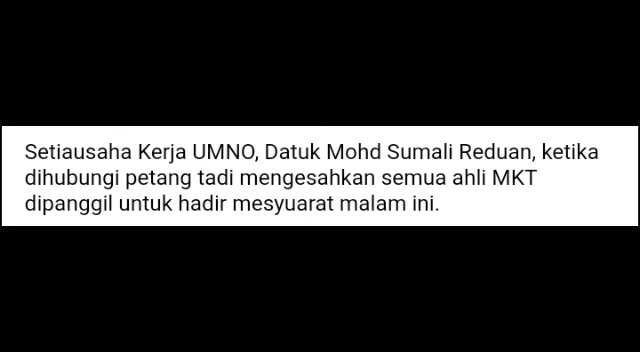 Setiausaha Kerja UMNO, Datuk Mohd Sumali Reduan, ketika
dihubungi petang tadi mengesahkan semua ahli MKT
dipanggil untuk hadir mesyuarat malam ini.